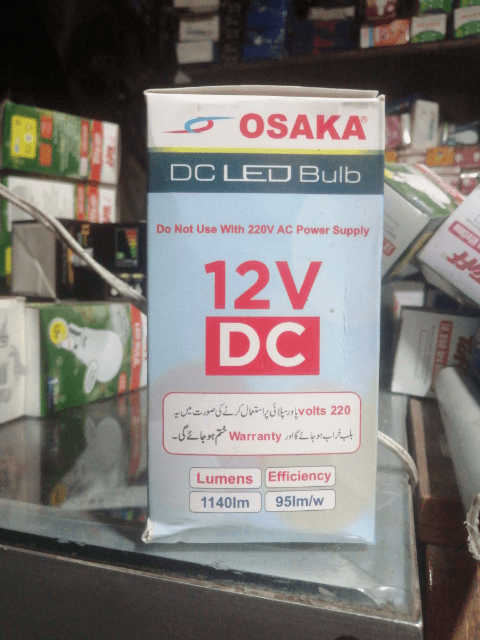 OSAKA®
DC LED Bulb
Do Not Use With 220V AC Power Supply
12V
DC
volts 220 پاور سپلائی پر استعمال کرنے کی صورت میں یہ
بلب خراب ہو جائے گا اور Warranty ختم ہو جائے گی۔
Lumens Efficiency
1140lm 95lm/w